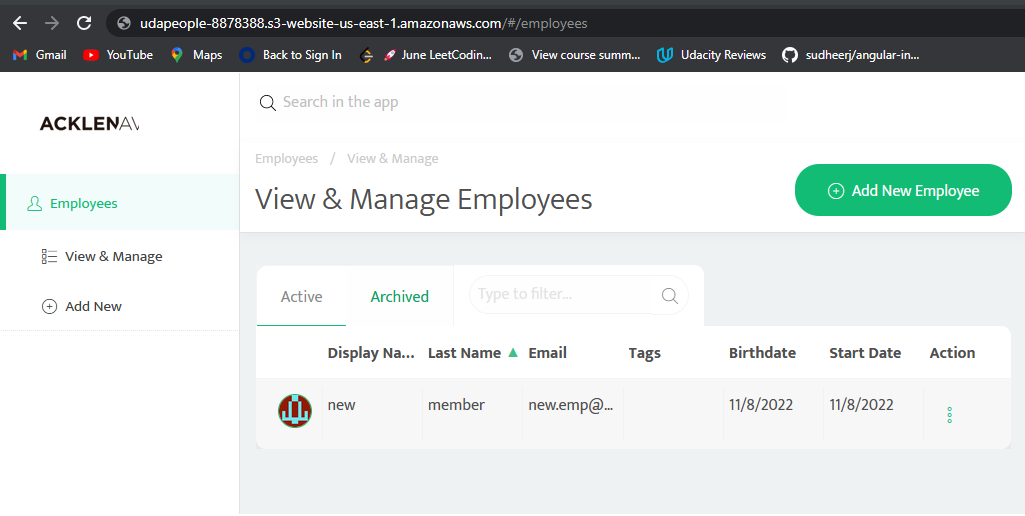 udapeople-8878388.s3-website-us-east-1.amazonaws.com/#/employees
Gmail YouTube Maps Back to Sign In June LeetCodin... View course summ... Udacity Reviews sudheerj/angular-in...
ACKLENAV
Search in the app
Employees / View & Manage
View & Manage Employees
Add New Employee
Employees
View & Manage
Add New
Active Archived Type to filter...
Display Na... Last Name Email Tags Birthdate Start Date Action
new member new.emp@... 11/8/2022 11/8/2022